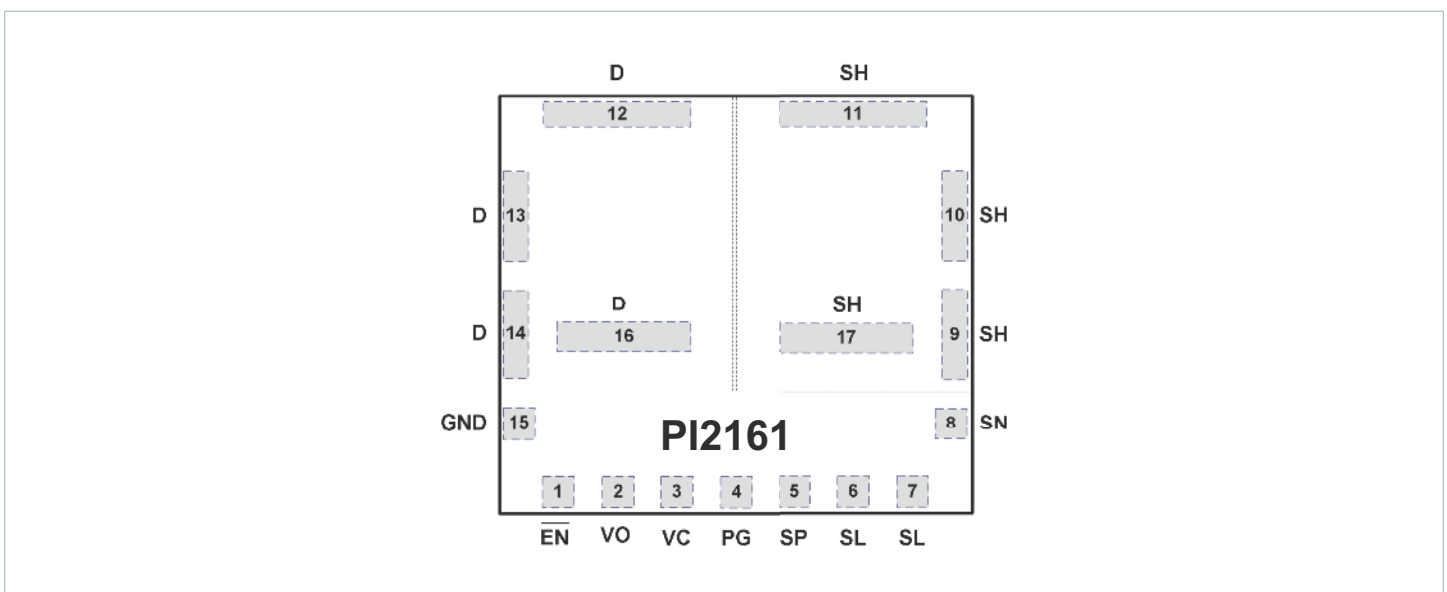 D SH
12 11
D 13 10 SH
D SH
D 14 16 17 9 SH
GND 15 PI2161 8 SN
1 2 3 4 5 6 7
E̅N̅ VO VC PG SP SL SL